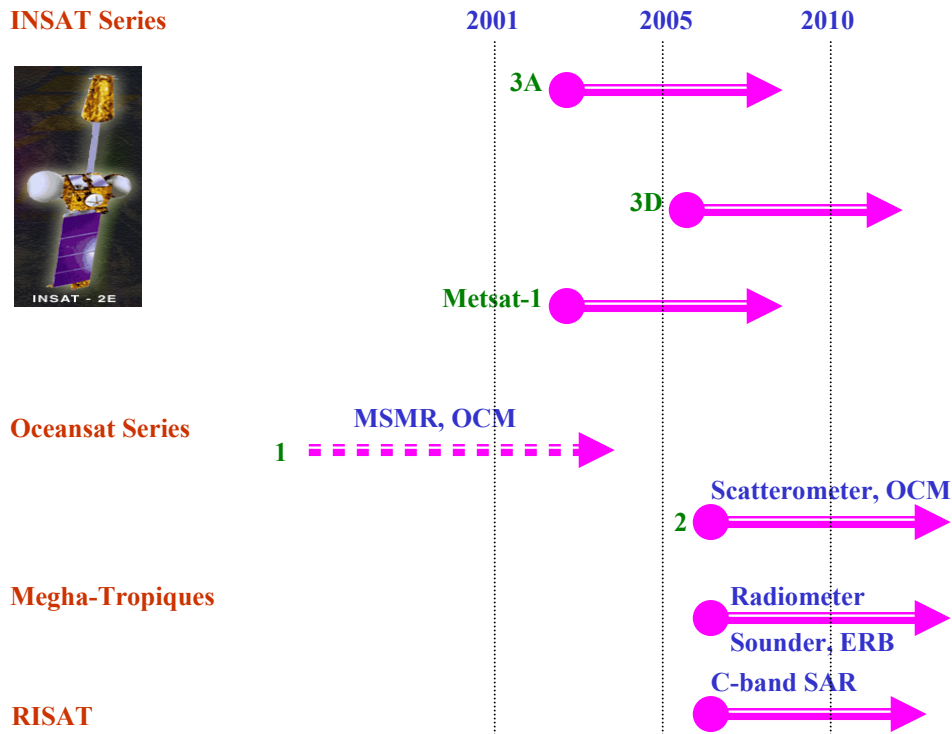 INSAT Series
2001 2005 2010
3A
3D
INSAT - 2E
Metsat-1
Oceansat Series
MSMR, OCM
1
Scatterometer, OCM
2
Megha-Tropiques
Radiometer
Sounder, ERB
C-band SAR
RISAT